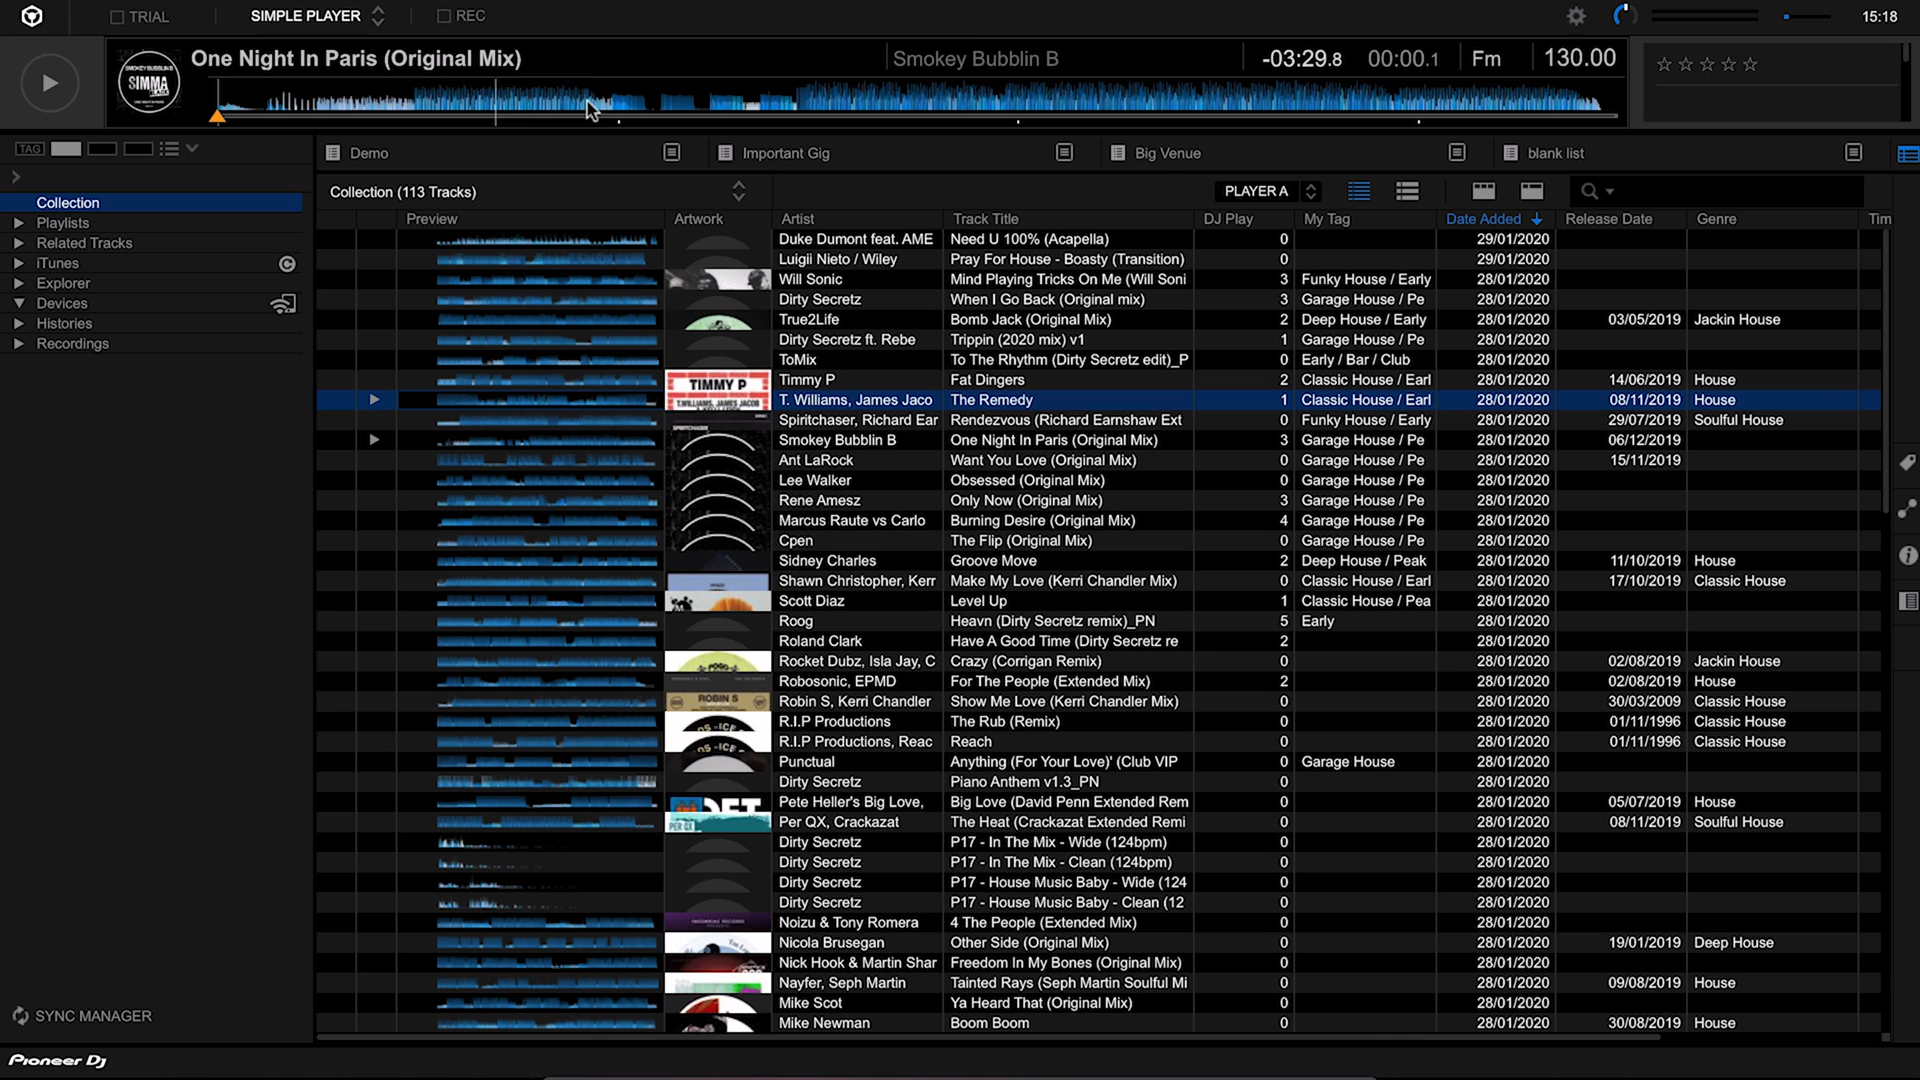 TRIAL SIMPLE PLAYER REC 15:18
One Night In Paris (Original Mix) Smokey Bubblin B -03:29.8 00:00.1 Fm 130.00
SMOKEY BUBBLIN B
SIMMA
BLACK
TAG
Demo Important Gig Big Venue blank list
Collection (113 Tracks) PLAYER A
Collection
Playlists
Related Tracks
iTunes
Explorer
Devices
Histories
Recordings
Preview Artwork Artist Track Title DJ Play My Tag Date Added Release Date Genre Tim
Duke Dumont feat. AME Need U 100% (Acapella) 0 29/01/2020
Luigii Nieto / Wiley Pray For House - Boasty (Transition) 0 29/01/2020
Will Sonic Mind Playing Tricks On Me (Will Soni 3 Funky House / Early 28/01/2020
Dirty Secretz When I Go Back (Original mix) 3 Garage House / Pe 28/01/2020
True2Life Bomb Jack (Original Mix) 2 Deep House / Early 28/01/2020 03/05/2019 Jackin House
Dirty Secretz ft. Rebe Trippin (2020 mix) v1 1 Garage House / Pe 28/01/2020
ToMix To The Rhythm (Dirty Secretz edit)_P 0 Early / Bar / Club 28/01/2020
TIMMY P Timmy P Fat Dingers 2 Classic House / Earl 28/01/2020 14/06/2019 House
T.WILLIAMS, JAMES JACOB T. Williams, James Jaco The Remedy 1 Classic House / Earl 28/01/2020 08/11/2019 House
Spiritchaser, Richard Ear Rendezvous (Richard Earnshaw Ext 0 Funky House / Early 28/01/2020 29/07/2019 Soulful House
SPIRITCHASER
Smokey Bubblin B One Night In Paris (Original Mix) 3 Garage House / Pe 28/01/2020 06/12/2019
Ant LaRock Want You Love (Original Mix) 0 Garage House / Pe 28/01/2020 15/11/2019
Lee Walker Obsessed (Original Mix) 0 Garage House / Pe 28/01/2020
Rene Amesz Only Now (Original Mix) 3 Garage House / Pe 28/01/2020
Marcus Raute vs Carlo Burning Desire (Original Mix) 4 Garage House / Pe 28/01/2020
Cpen The Flip (Original Mix) 0 Garage House / Pe 28/01/2020
Sidney Charles Groove Move 2 Deep House / Peak 28/01/2020 11/10/2019 House
Shawn Christopher, Kerr Make My Love (Kerri Chandler Mix) 0 Classic House / Earl 28/01/2020 17/10/2019 Classic House
Scott Diaz Level Up 1 Classic House / Pea 28/01/2020
Roog Heavn (Dirty Secretz remix)_PN 5 Early 28/01/2020
Roland Clark Have A Good Time (Dirty Secretz re 2 28/01/2020
POGO Rocket Dubz, Isla Jay, C Crazy (Corrigan Remix) 0 28/01/2020 02/08/2019 Jackin House
Robosonic, EPMD For The People (Extended Mix) 2 28/01/2020 02/08/2019 House
ROBIN S Robin S, Kerri Chandler Show Me Love (Kerri Chandler Mix) 0 28/01/2020 30/03/2009 Classic House
R.I.P Productions The Rub (Remix) 0 28/01/2020 01/11/1996 Classic House
R.I.P Productions, Reac Reach 0 28/01/2020 01/11/1996 Classic House
Punctual Anything (For Your Love)' (Club VIP 0 Garage House 28/01/2020
Dirty Secretz Piano Anthem v1.3_PN 0 28/01/2020
Pete Heller's Big Love, Big Love (David Penn Extended Rem 0 28/01/2020 05/07/2019 House
PER QX Per QX, Crackazat The Heat (Crackazat Extended Remi 0 28/01/2020 08/11/2019 Soulful House
Dirty Secretz P17 - In The Mix - Wide (124bpm) 0 28/01/2020
Dirty Secretz P17 - In The Mix - Clean (124bpm) 0 28/01/2020
Dirty Secretz P17 - House Music Baby - Wide (124 0 28/01/2020
Dirty Secretz P17 - House Music Baby - Clean (12 0 28/01/2020
Noizu & Tony Romera 4 The People (Extended Mix) 0 28/01/2020
Nicola Brusegan Other Side (Original Mix) 0 28/01/2020 19/01/2019 Deep House
Nick Hook & Martin Shar Freedom In My Bones (Original Mix) 0 28/01/2020
Nayfer, Seph Martin Tainted Rays (Seph Martin Soulful Mi 0 28/01/2020 09/08/2019 House
Mike Scot Ya Heard That (Original Mix) 0 28/01/2020
Mike Newman Boom Boom 0 28/01/2020 30/08/2019 House
SYNC MANAGER
Pioneer Dj